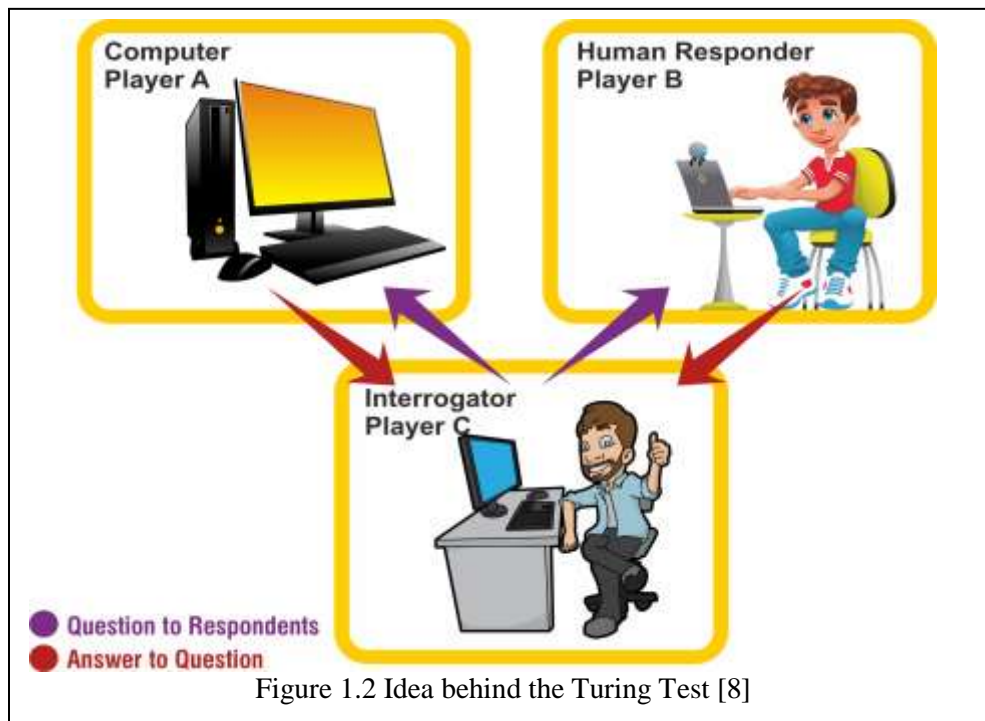 Computer
Player A
Human Responder
Player B
Interrogator
Player C
Question to Respondents
Answer to Question
Figure 1.2 Idea behind the Turing Test [8]